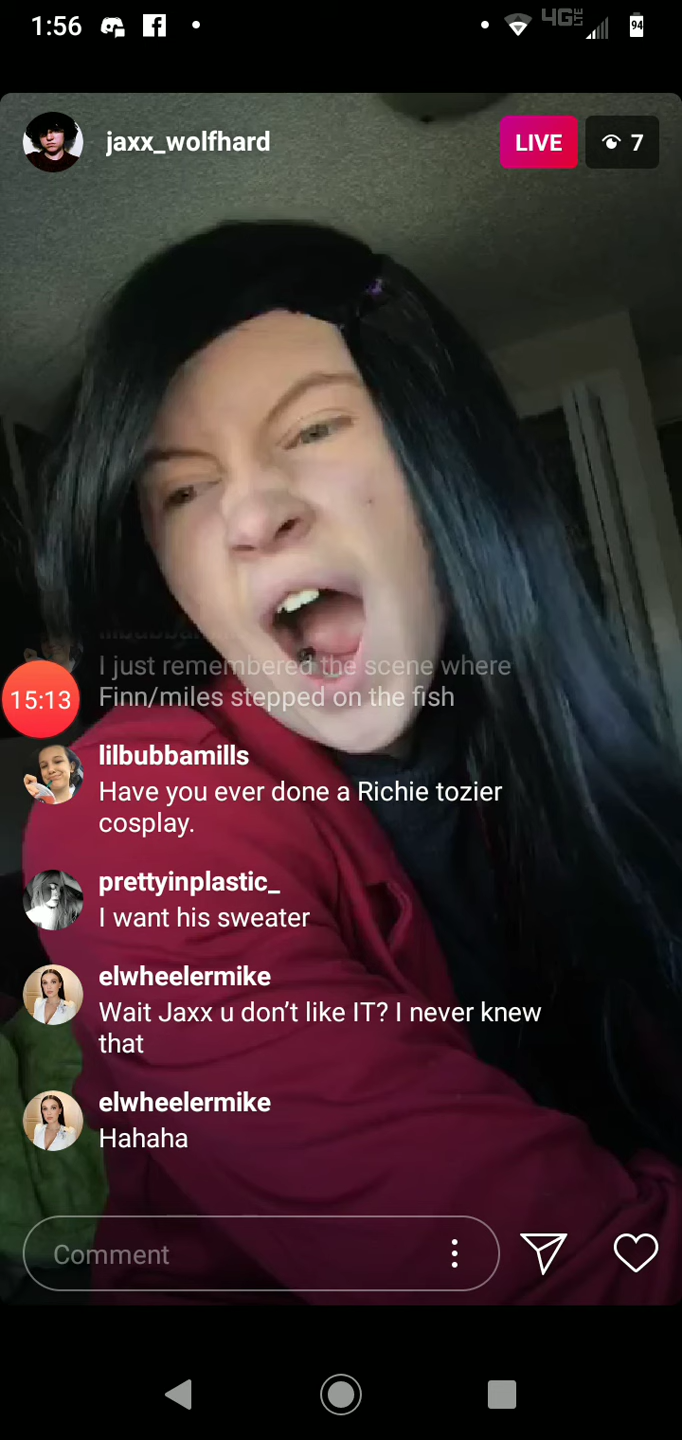 1:56
4G LTE
94
jaxx_wolfhard
LIVE
7
I just remembered the scene where
Finn/miles stepped on the fish
15:13
lilbubbamills
Have you ever done a Richie tozier
cosplay.
prettyinplastic_
I want his sweater
elwheelermike
Wait Jaxx u don’t like IT? I never knew
that
elwheelermike
Hahaha
Comment